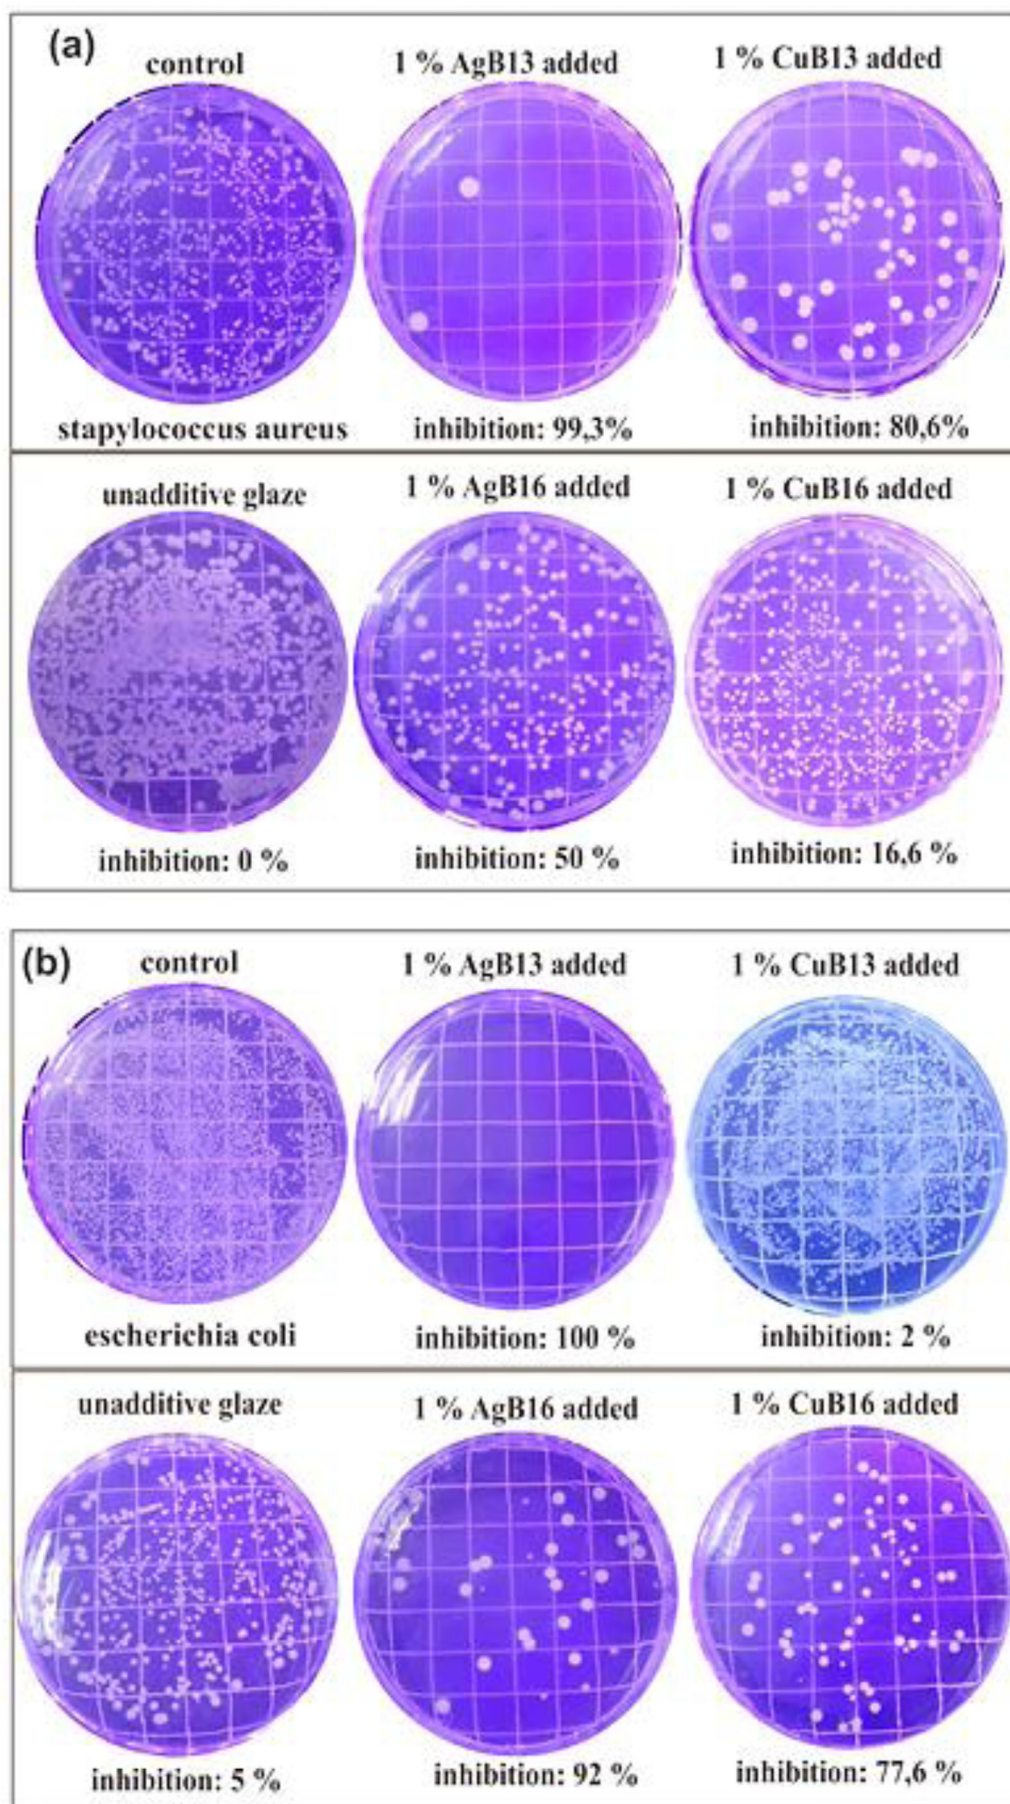 (a)
control
1 % AgB13 added
1 % CuB13 added
stapylococcus aureus
inhibition: 99,3%
inhibition: 80,6%
unadditive glaze
1 % AgB16 added
1 % CuB16 added
inhibition: 0 %
inhibition: 50 %
inhibition: 16,6 %
(b)
control
1 % AgB13 added
1 % CuB13 added
escherichia coli
inhibition: 100 %
inhibition: 2 %
unadditive glaze
1 % AgB16 added
1 % CuB16 added
inhibition: 5 %
inhibition: 92 %
inhibition: 77,6 %